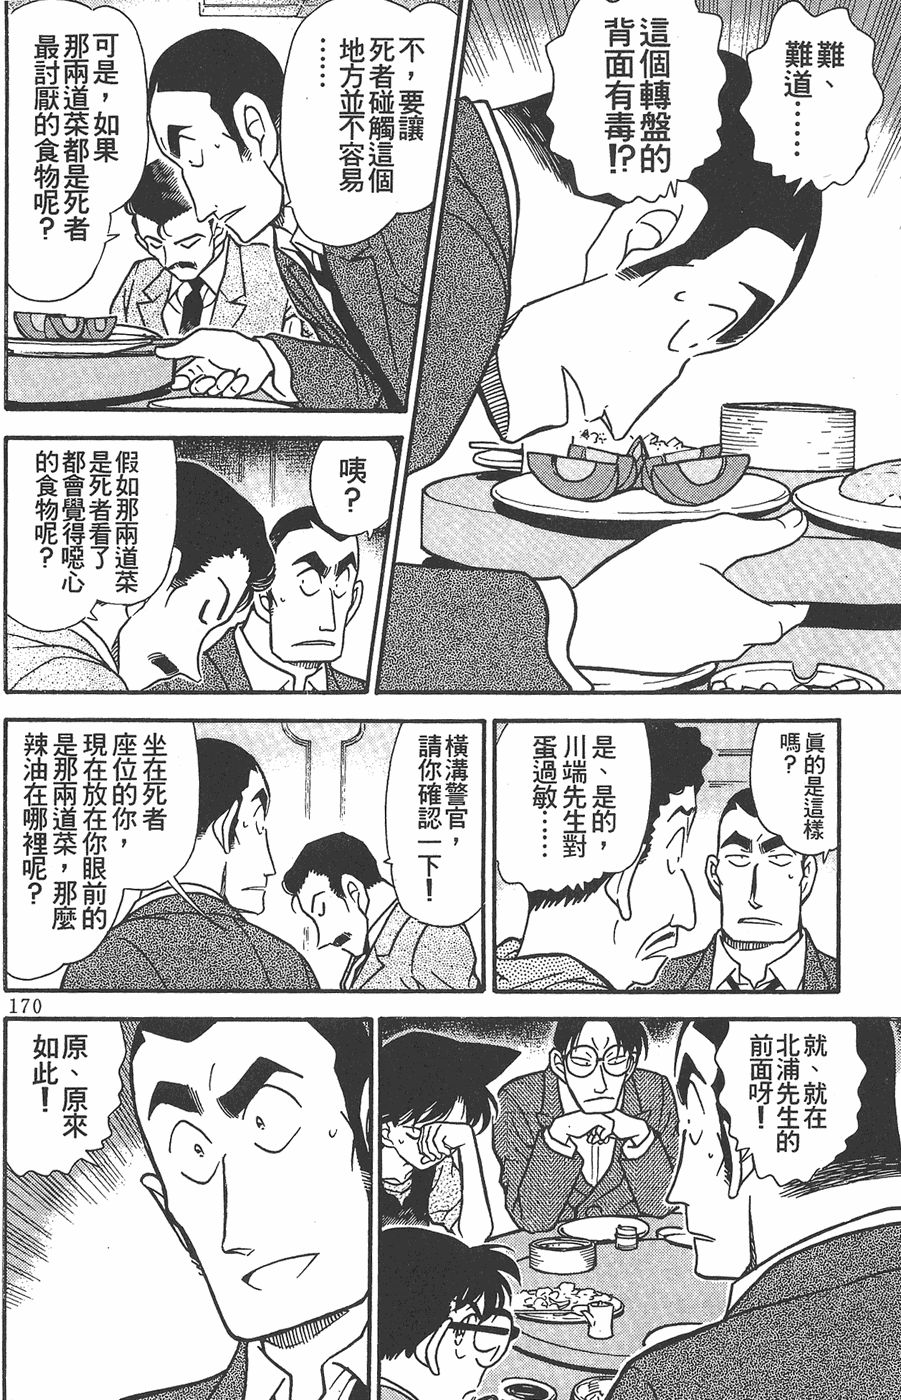 難、
難道……
這個轉盤的
背面有毒!?
不，要讓
死者碰觸這個
地方並不容易
……
可是，如果
那兩道菜都是死者
最討厭的食物呢？
咦？
假如那兩道菜
是死者看了
都會覺得噁心
的食物呢？
真的是這樣
嗎？
是、是的，
川端先生對
蛋過敏……
橫溝警官，
請你確認一下！
坐在死者
座位的你，
現在放在你眼前的
是那兩道菜，那麼
辣油在哪裡呢？
170
就、就在
北浦先生的
前面呀！
原、原來
如此！